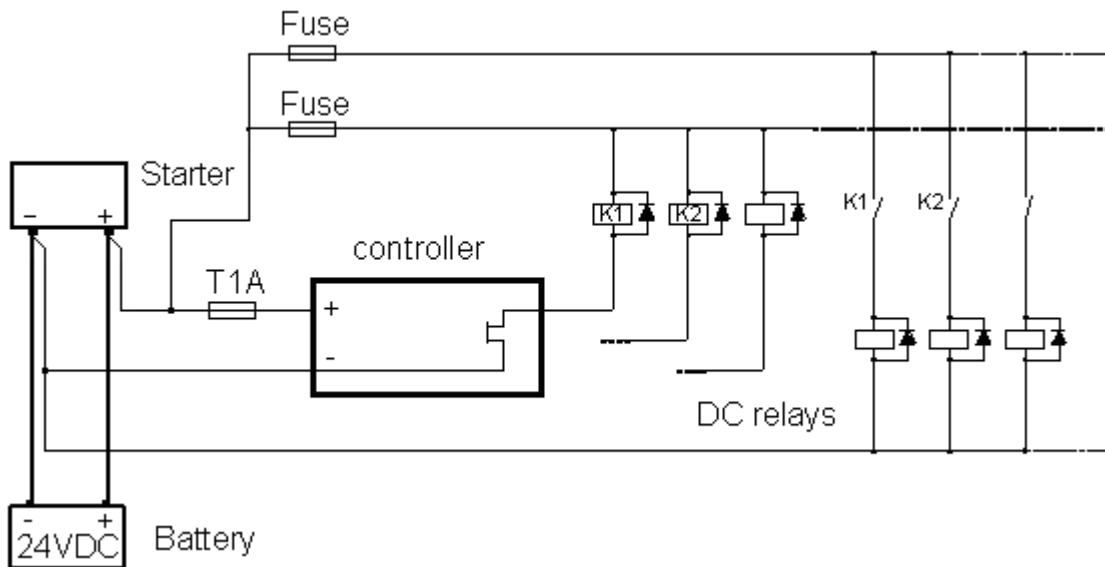 Fuse
Fuse
Starter
- +
K1 K2
K1 K2
controller
T1A
+
-
DC relays
- +
24VDC
Battery